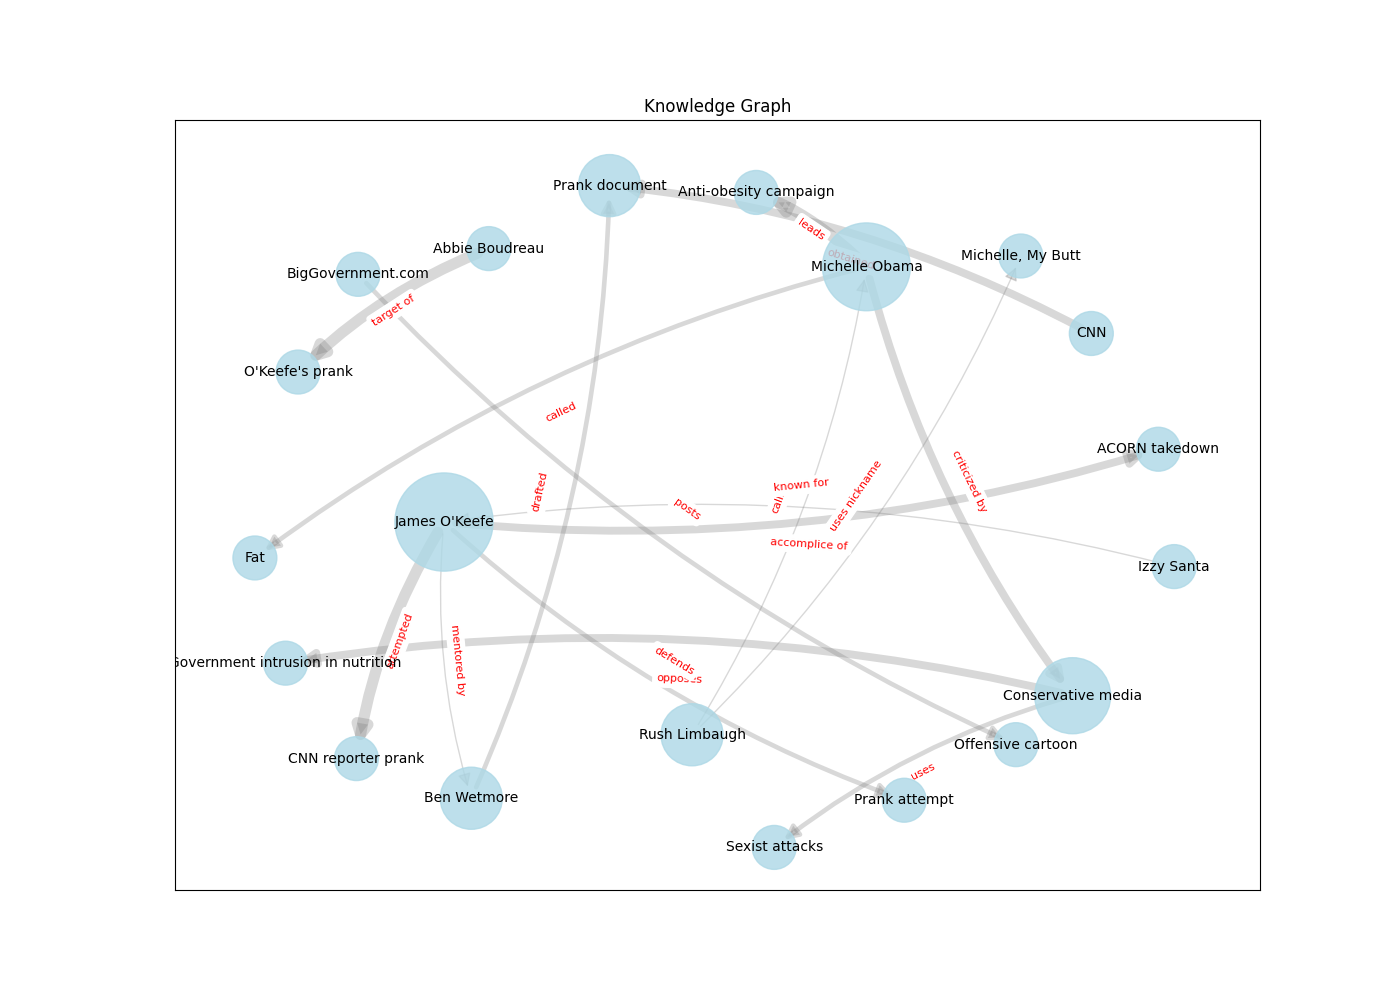 Knowledge Graph
Prank document
Anti-obesity campaign
leads
Abbie Boudreau
Michelle, My Butt
BigGovernment.com
Michelle Obama
target of
CNN
O'Keefe's prank
called
ACORN takedown
criticized by
known for
uses nickname
drafted
posts
James O'Keefe
accomplice of
Fat
Izzy Santa
attempted
mentored by
defends
Government intrusion in nutrition
opposes
Conservative media
Rush Limbaugh
Offensive cartoon
CNN reporter prank
uses
Ben Wetmore
Prank attempt
Sexist attacks